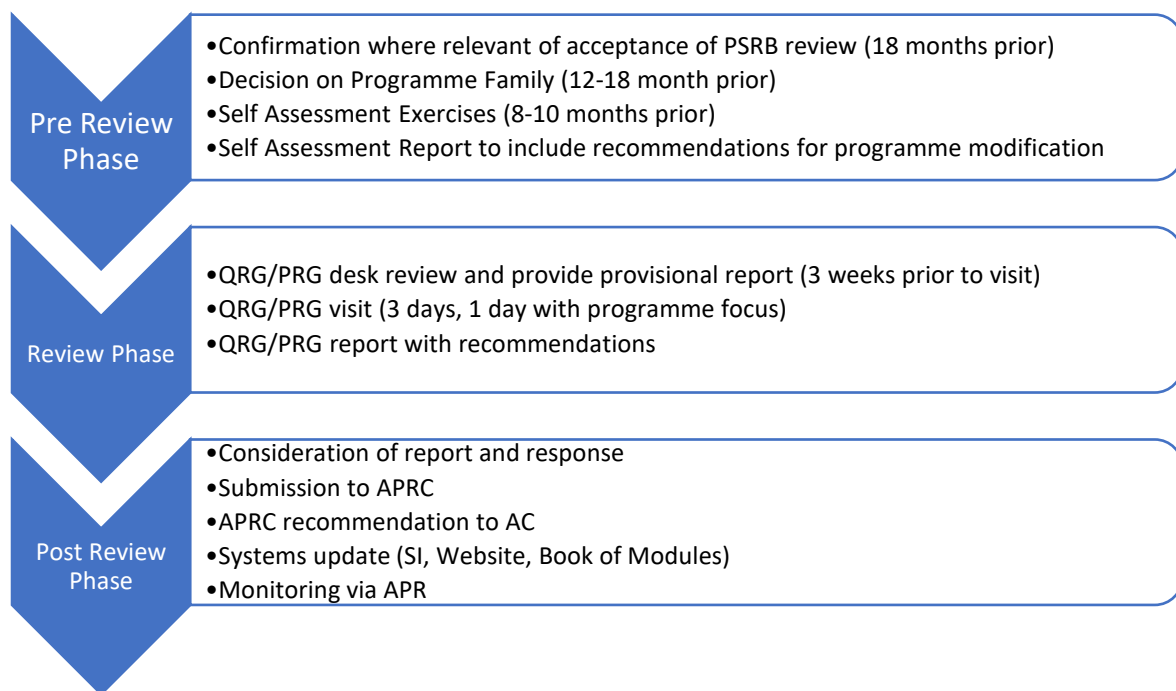 Pre Review
Phase
•Confirmation where relevant of acceptance of PSRB review (18 months prior)
•Decision on Programme Family (12-18 month prior)
•Self Assessment Exercises (8-10 months prior)
•Self Assessment Report to include recommendations for programme modification
Review Phase
•QRG/PRG desk review and provide provisional report (3 weeks prior to visit)
•QRG/PRG visit (3 days, 1 day with programme focus)
•QRG/PRG report with recommendations
Post Review
Phase
•Consideration of report and response
•Submission to APRC
•APRC recommendation to AC
•Systems update (SI, Website, Book of Modules)
•Monitoring via APR